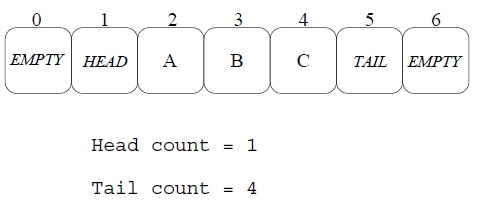 0 1 2 3 4 5 6
EMPTY HEAD A B C TAIL EMPTY
Head count = 1
Tail count = 4